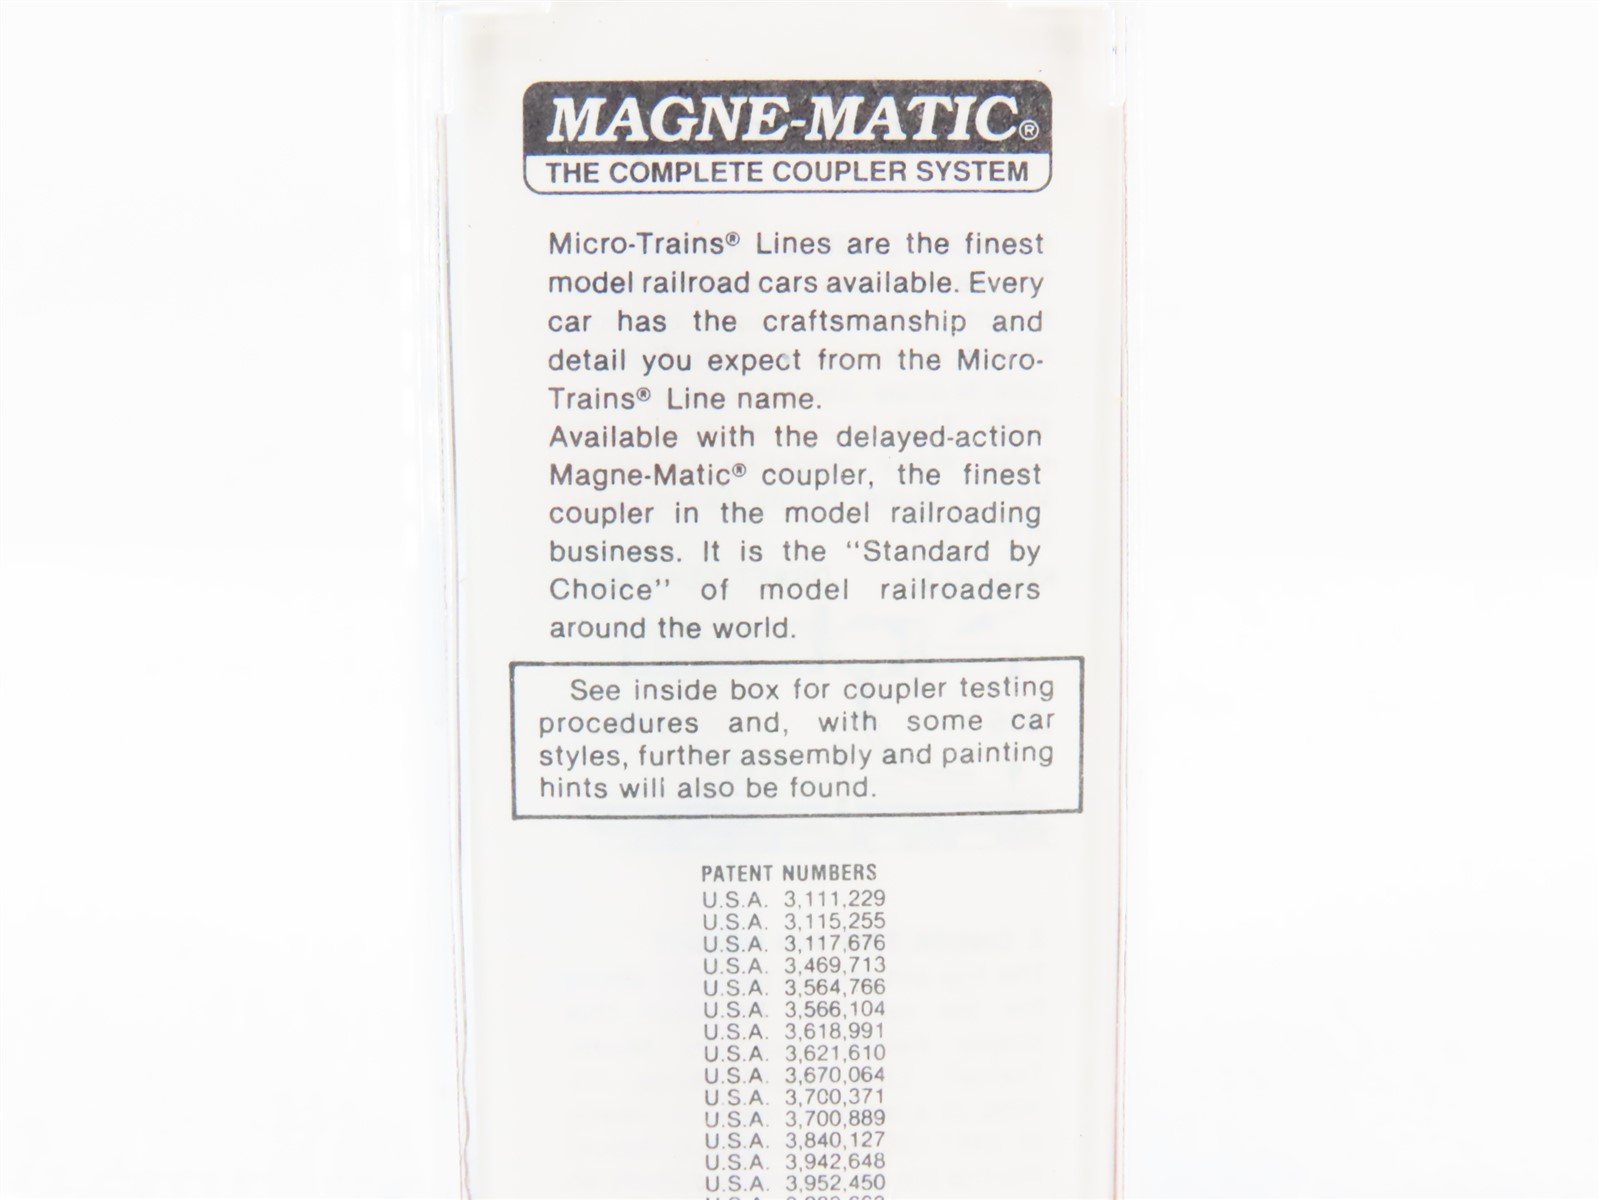 MAGNE-MATIC®
THE COMPLETE COUPLER SYSTEM
Micro-Trains® Lines are the finest
model railroad cars available. Every
car has the craftsmanship and
detail you expect from the Micro-
Trains® Line name.
Available with the delayed-action
Magne-Matic® coupler, the finest
coupler in the model railroading
business. It is the “Standard by
Choice” of model railroaders
around the world.
See inside box for coupler testing
procedures and, with some car
styles, further assembly and painting
hints will also be found.
PATENT NUMBERS
U.S.A. 3,111,229
U.S.A. 3,115,255
U.S.A. 3,117,676
U.S.A. 3,469,713
U.S.A. 3,564,766
U.S.A. 3,566,104
U.S.A. 3,618,991
U.S.A. 3,621,610
U.S.A. 3,670,064
U.S.A. 3,700,371
U.S.A. 3,700,889
U.S.A. 3,840,127
U.S.A. 3,942,648
U.S.A. 3,952,450